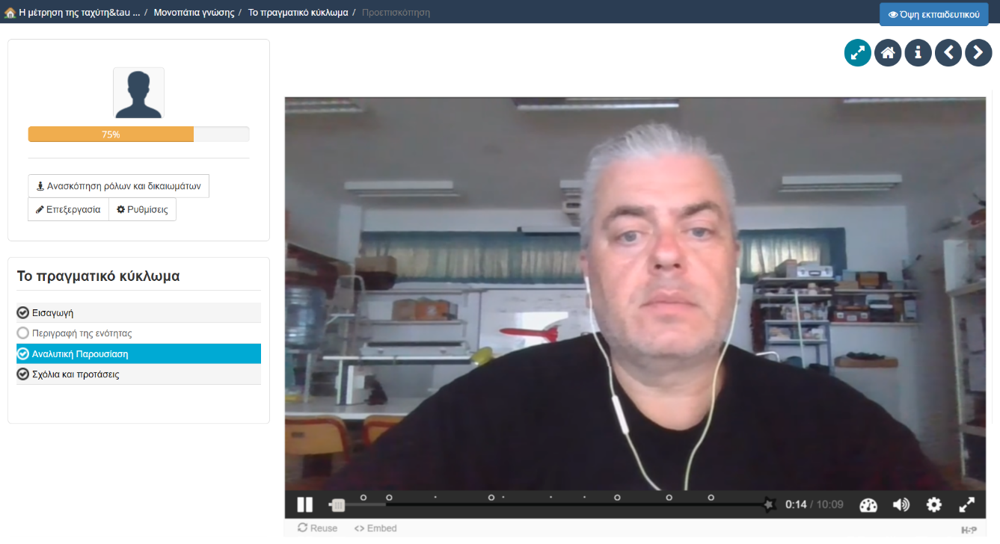 Η μέτρηση της ταχύτη&tau ... / Μονοπάτια γνώσης / Το πραγματικό κύκλωμα / Προεπισκόπηση
Όψη εκπαιδευτικού
75%
Ανασκόπηση ρόλων και δικαιωμάτων
Επεξεργασία Ρυθμίσεις
Το πραγματικό κύκλωμα
Εισαγωγή
Περιγραφή της ενότητας
Αναλυτική Παρουσίαση
Σχόλια και προτάσεις
0:14 / 10:09
Reuse <> Embed
H-P